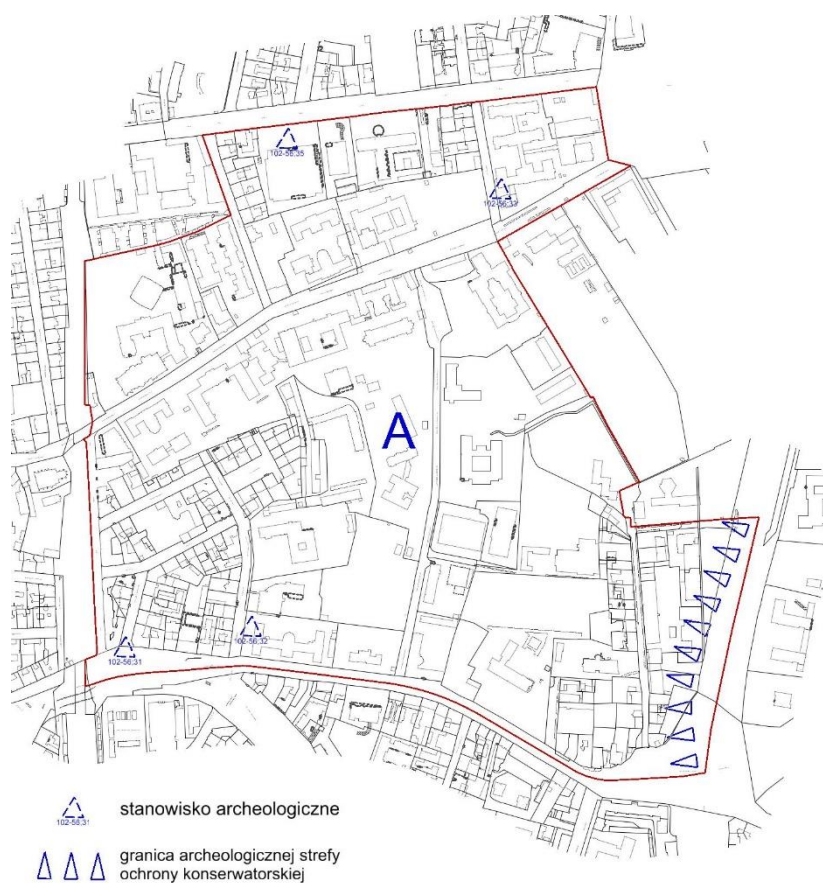 102-56;35
102-56;33
A
102-56;31
102-56;32
102-56;31
stanowisko archeologiczne
granica archeologicznej strefy
ochrony konserwatorskiej